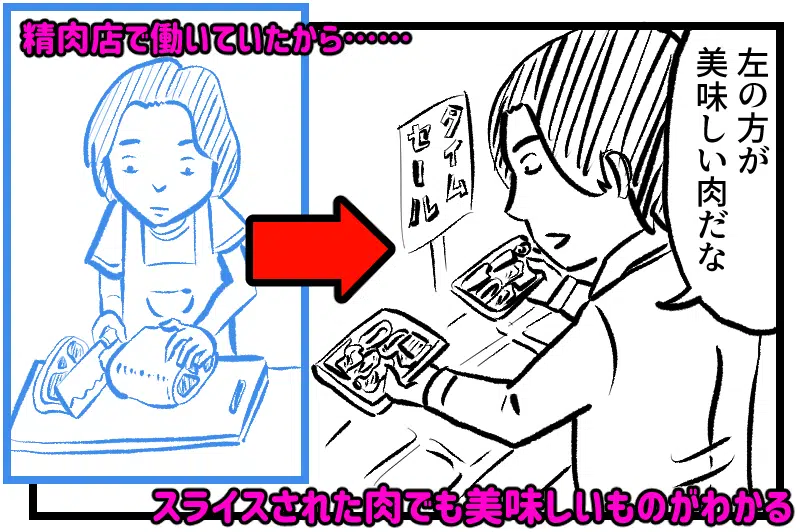 精肉店で働いていたから……
左の方が
美味しい肉だな
タイム
セール
スライスされた肉でも美味しいものがわかる